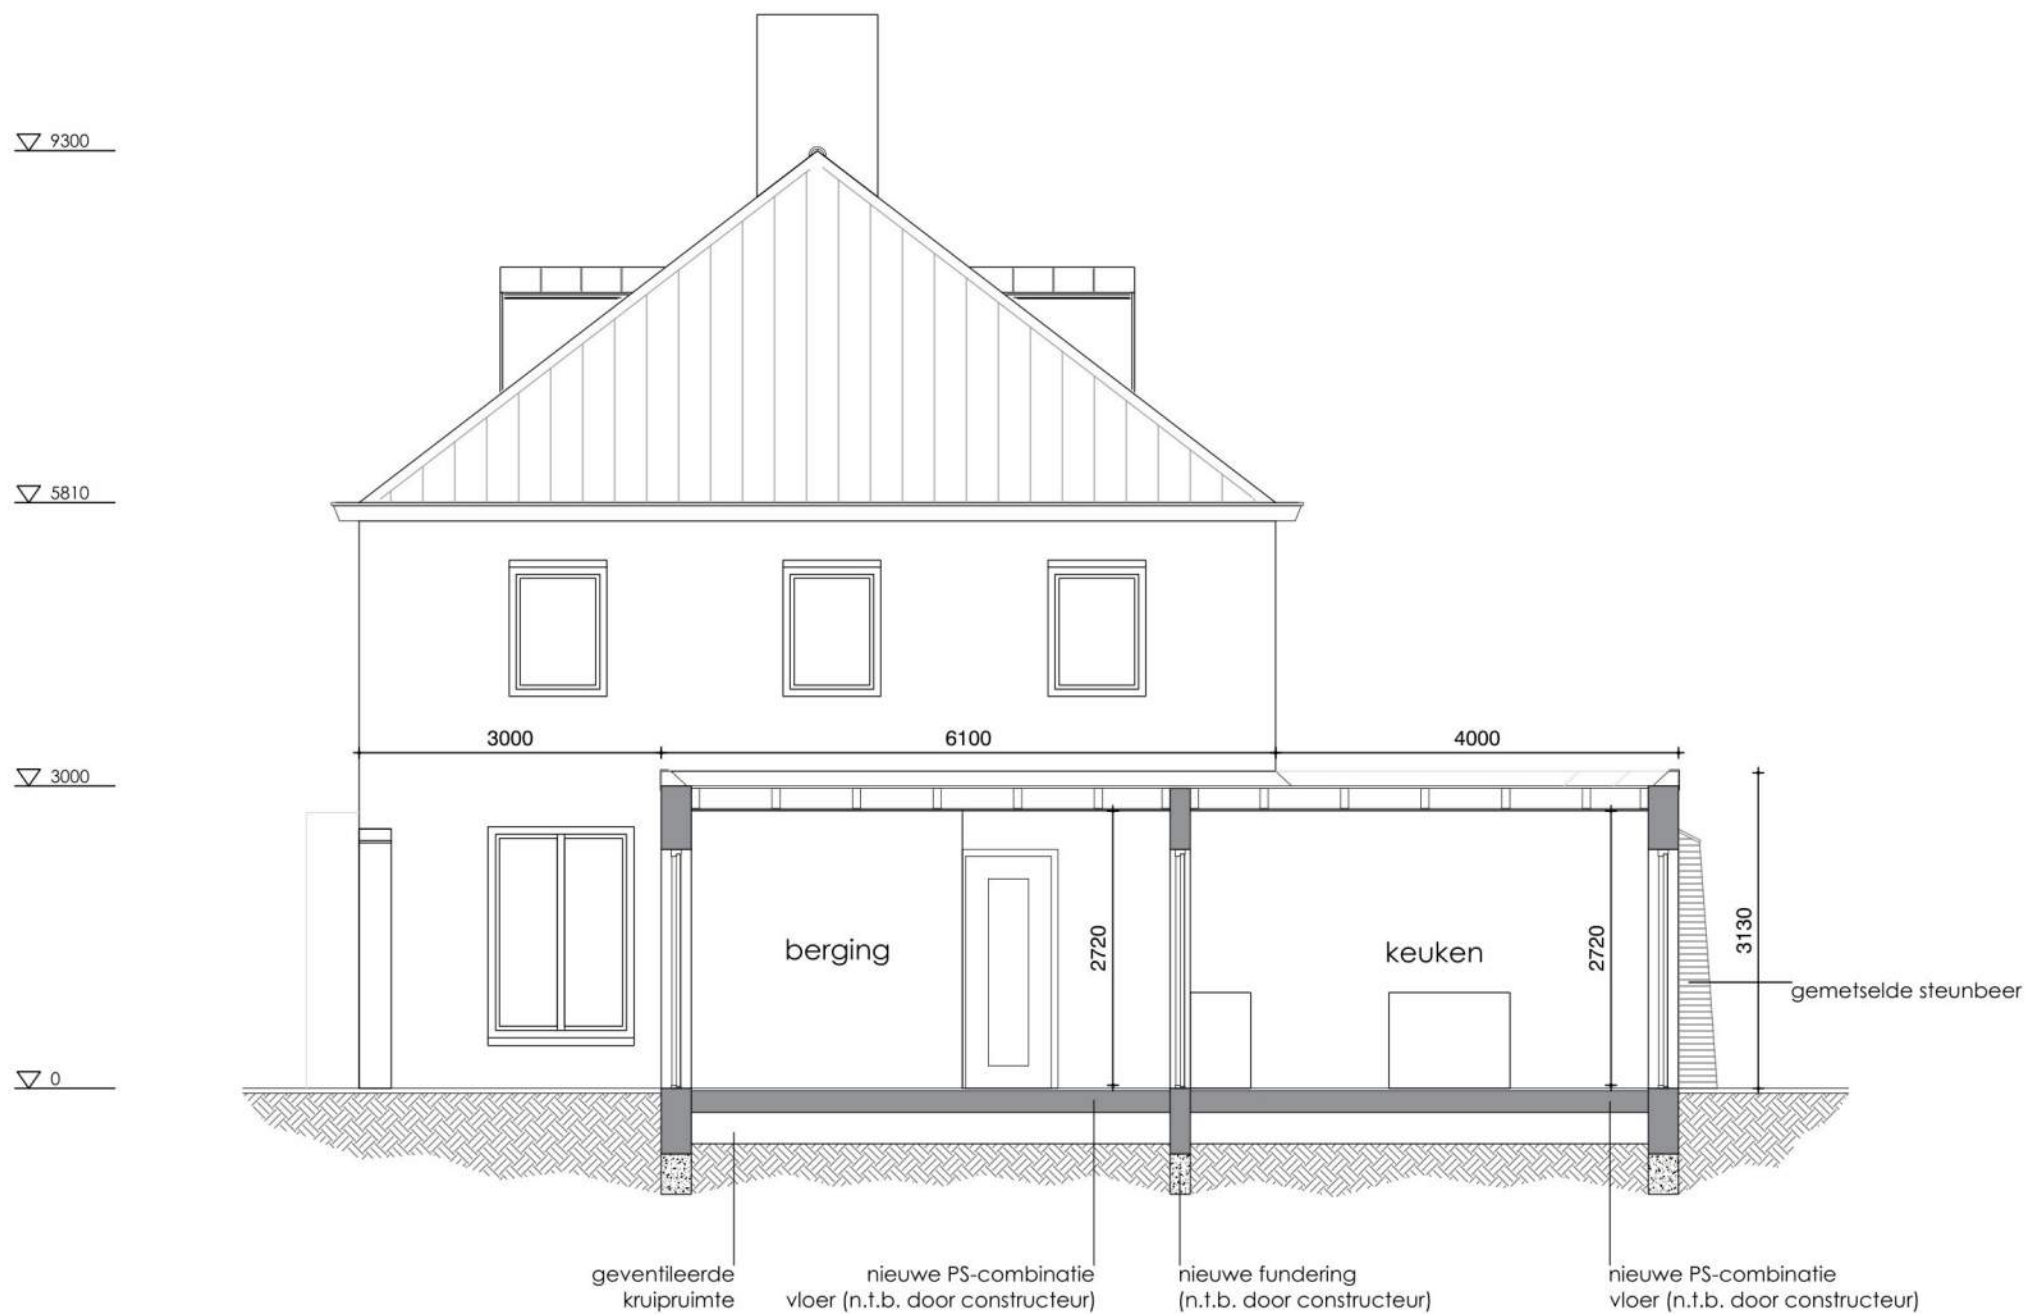 9300
5810
3000 6100 4000
3000
berging
2720
keuken
2720
3130
gemetselde steunbeer
0
geventileerde
kruipruimte
nieuwe PS-combinatie
vloer (n.t.b. door constructeur)
nieuwe fundering
(n.t.b. door constructeur)
nieuwe PS-combinatie
vloer (n.t.b. door constructeur)